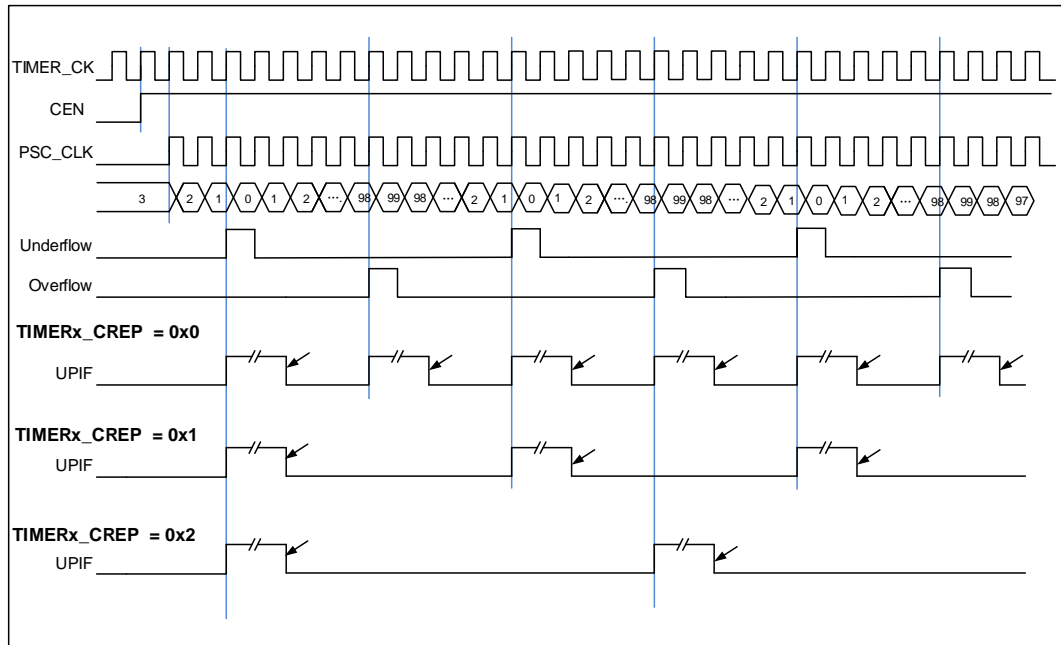 TIMER_CK
CEN
PSC_CLK
3 2 1 0 1 2 ... 98 99 98 ... 2 1 0 1 2 ... 98 99 98 ... 2 1 0 1 2 ... 98 99 98 97
Underflow
Overflow
TIMERx_CREP = 0x0
UPIF
TIMERx_CREP = 0x1
UPIF
TIMERx_CREP = 0x2
UPIF